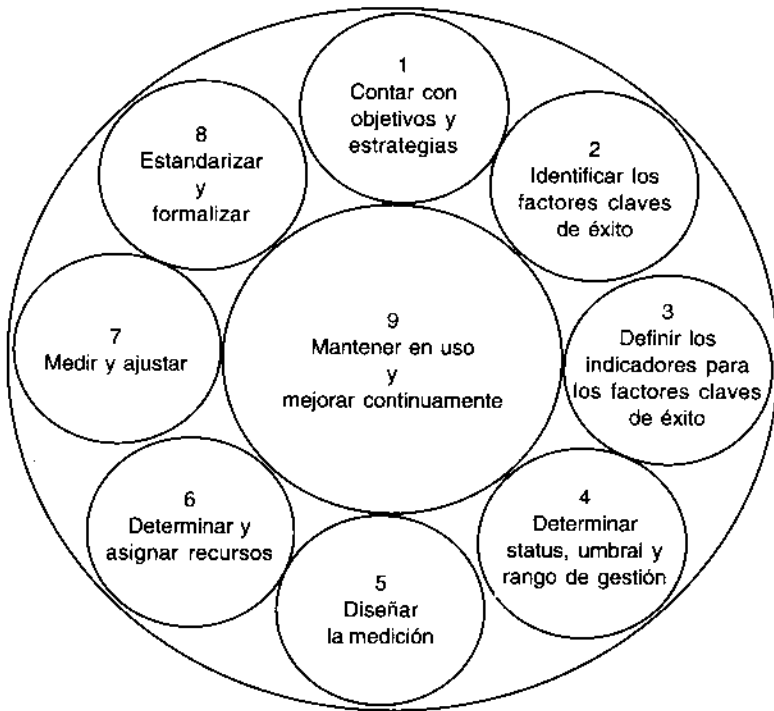 1
Contar con
objetivos y
estrategias
2
Identificar los
factores claves
de éxito
3
Definir los
indicadores para
los factores claves
de éxito
4
Determinar
status, umbral y
rango de gestión
5
Diseñar
la medición
6
Determinar y
asignar recursos
7
Medir y ajustar
8
Estandarizar
y
formalizar
9
Mantener en uso
y
mejorar continuamente